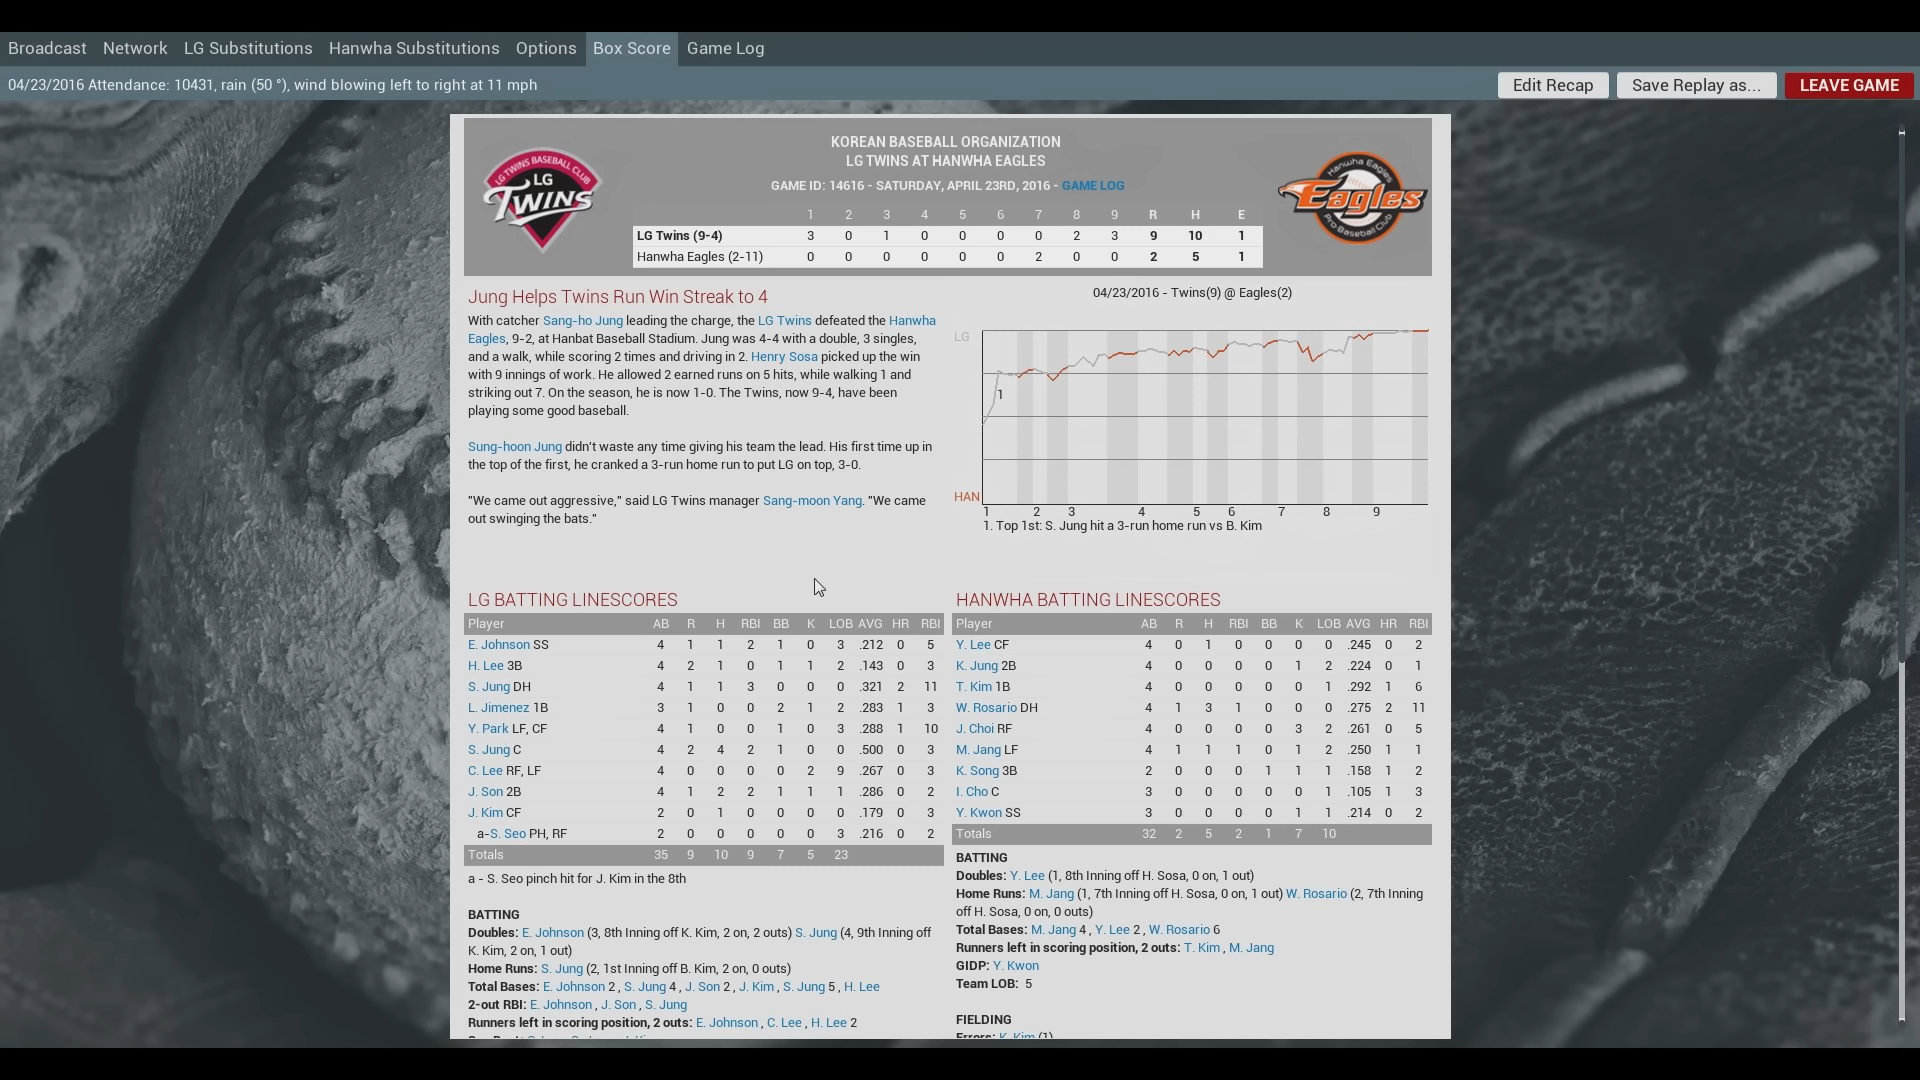 Broadcast Network LG Substitutions Hanwha Substitutions Options Box Score Game Log
04/23/2016 Attendance: 10431, rain (50 °), wind blowing left to right at 11 mph Edit Recap Save Replay as... LEAVE GAME
LG TWINS BASEBALL CLUB
LG
TWINS
KOREAN BASEBALL ORGANIZATION
LG TWINS AT HANWHA EAGLES
GAME ID: 14616 - SATURDAY, APRIL 23RD, 2016 - GAME LOG
Hanwha Eagles
Eagles
Pro-Baseball Club
1 2 3 4 5 6 7 8 9 R H E
LG Twins (9-4) 3 0 1 0 0 0 0 2 3 9 10 1
Hanwha Eagles (2-11) 0 0 0 0 0 0 2 0 0 2 5 1
Jung Helps Twins Run Win Streak to 4
With catcher Sang-ho Jung leading the charge, the LG Twins defeated the Hanwha
Eagles, 9-2, at Hanbat Baseball Stadium. Jung was 4-4 with a double, 3 singles,
and a walk, while scoring 2 times and driving in 2. Henry Sosa picked up the win
with 9 innings of work. He allowed 2 earned runs on 5 hits, while walking 1 and
striking out 7. On the season, he is now 1-0. The Twins, now 9-4, have been
playing some good baseball.
Sung-hoon Jung didn't waste any time giving his team the lead. His first time up in
the top of the first, he cranked a 3-run home run to put LG on top, 3-0.
"We came out aggressive," said LG Twins manager Sang-moon Yang. "We came
out swinging the bats."
04/23/2016 - Twins(9) @ Eagles(2)
LG
1
HAN
1 2 3 4 5 6 7 8 9
1. Top 1st: S. Jung hit a 3-run home run vs B. Kim
LG BATTING LINESCORES
Player AB R H RBI BB K LOB AVG HR RBI
E. Johnson SS 4 1 1 2 1 0 3 .212 0 5
H. Lee 3B 4 2 1 0 1 1 2 .143 0 3
S. Jung DH 4 1 1 3 0 0 0 .321 2 11
L. Jimenez 1B 3 1 0 0 2 1 2 .283 1 3
Y. Park LF, CF 4 1 0 0 1 0 3 .288 1 10
S. Jung C 4 2 4 2 1 0 0 .500 0 3
C. Lee RF, LF 4 0 0 0 0 2 9 .267 0 3
J. Son 2B 4 1 2 2 1 1 1 .286 0 2
J. Kim CF 2 0 1 0 0 0 0 .179 0 3
a-S. Seo PH, RF 2 0 0 0 0 0 3 .216 0 2
Totals 35 9 10 9 7 5 23
a - S. Seo pinch hit for J. Kim in the 8th
BATTING
Doubles: E. Johnson (3, 8th Inning off K. Kim, 2 on, 2 outs) S. Jung (4, 9th Inning off
K. Kim, 2 on, 1 out)
Home Runs: S. Jung (2, 1st Inning off B. Kim, 2 on, 0 outs)
Total Bases: E. Johnson 2 , S. Jung 4 , J. Son 2 , J. Kim , S. Jung 5 , H. Lee
2-out RBI: E. Johnson , J. Son , S. Jung
Runners left in scoring position, 2 outs: E. Johnson , C. Lee , H. Lee 2
HANWHA BATTING LINESCORES
Player AB R H RBI BB K LOB AVG HR RBI
Y. Lee CF 4 0 1 0 0 0 0 .245 0 2
K. Jung 2B 4 0 0 0 0 1 2 .224 0 1
T. Kim 1B 4 0 0 0 0 0 1 .292 1 6
W. Rosario DH 4 1 3 1 0 0 0 .275 2 11
J. Choi RF 4 0 0 0 0 3 2 .261 0 5
M. Jang LF 4 1 1 1 0 1 2 .250 1 1
K. Song 3B 2 0 0 0 1 1 1 .158 1 2
I. Cho C 3 0 0 0 0 0 1 .105 1 3
Y. Kwon SS 3 0 0 0 0 1 1 .214 0 2
Totals 32 2 5 2 1 7 10
BATTING
Doubles: Y. Lee (1, 8th Inning off H. Sosa, 0 on, 1 out)
Home Runs: M. Jang (1, 7th Inning off H. Sosa, 0 on, 1 out) W. Rosario (2, 7th Inning
off H. Sosa, 0 on, 0 outs)
Total Bases: M. Jang 4 , Y. Lee 2 , W. Rosario 6
Runners left in scoring position, 2 outs: T. Kim , M. Jang
GIDP: Y. Kwon
Team LOB: 5
FIELDING
Errors: K. Kim (1)